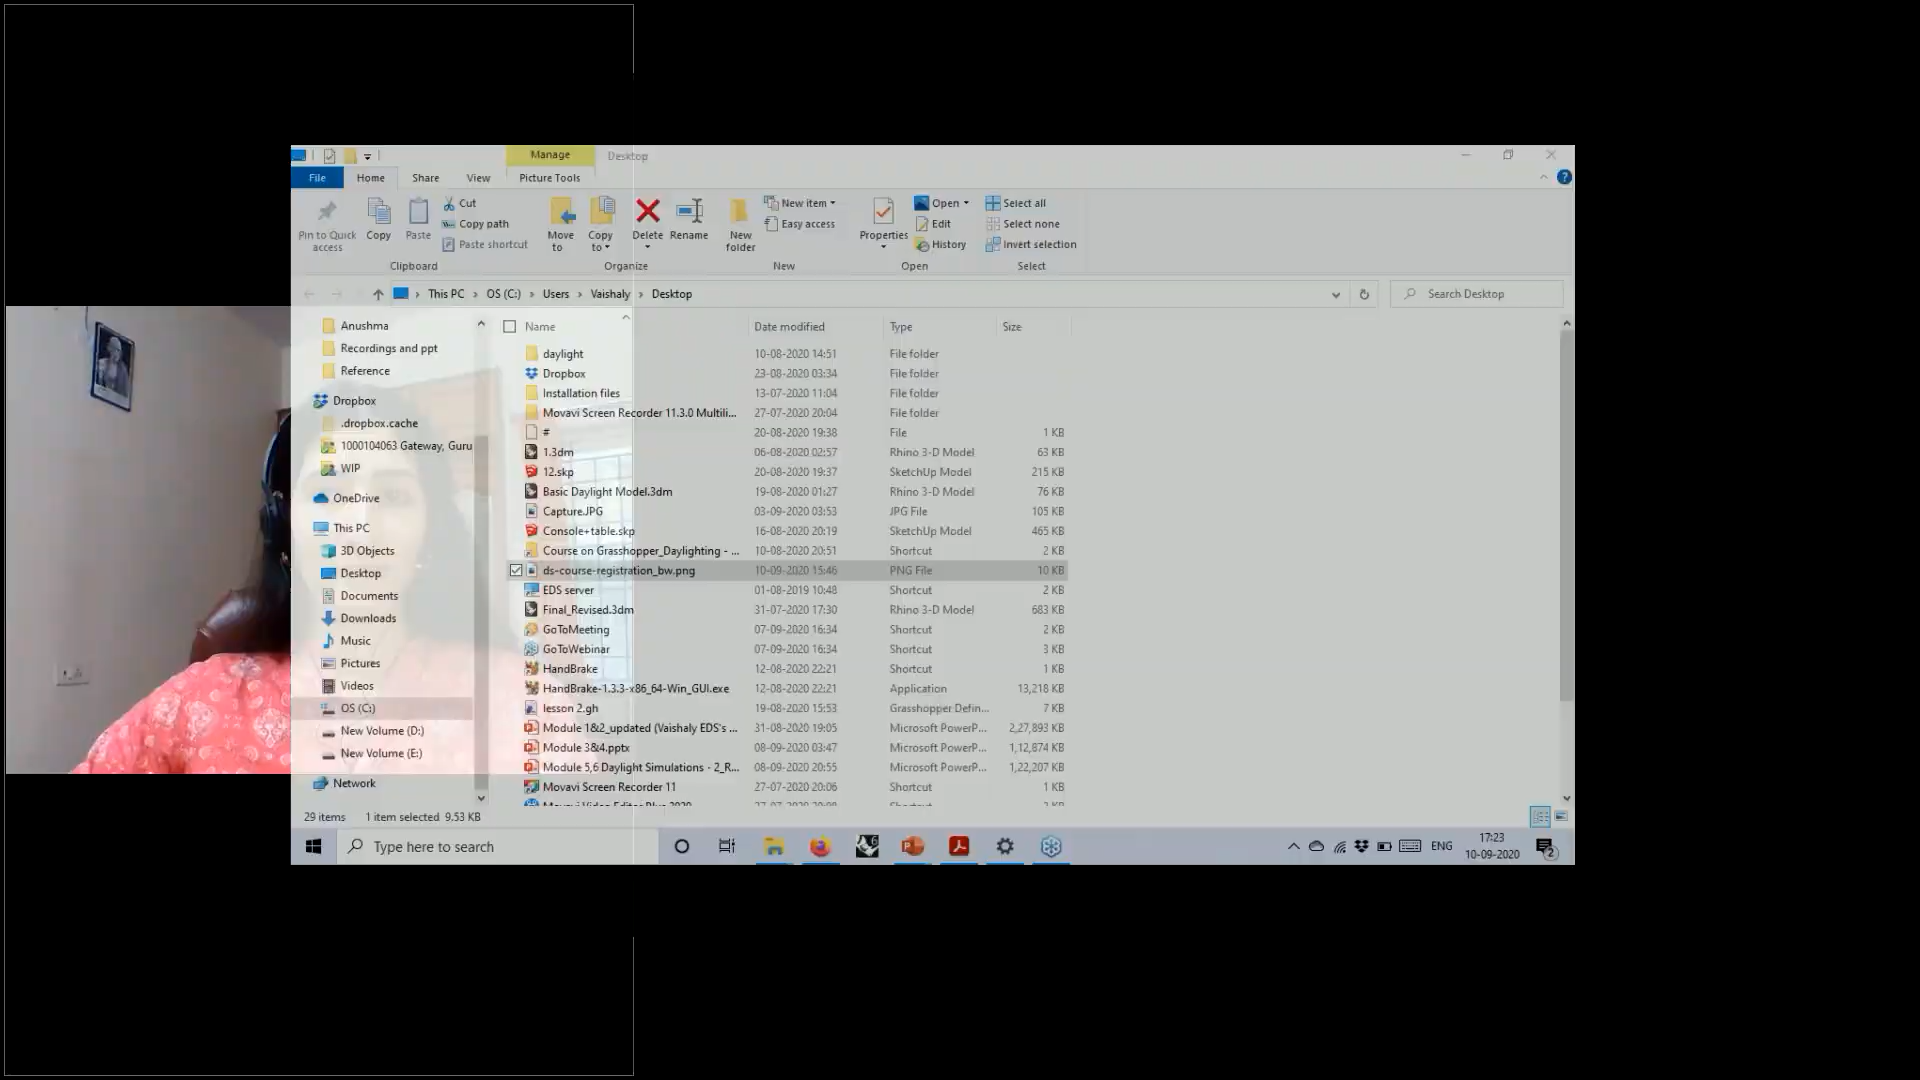 Manage Desktop
File Home Share View Picture Tools
Pin to Quick access
Copy
Paste
Cut
Copy path
Paste shortcut
Clipboard
Move to
Copy to
Delete
Rename
Organize
New folder
New item
Easy access
New
Properties
Open
Edit
History
Open
Select all
Select none
Invert selection
Select
This PC › OS (C:) › Users › Vaishaly › Desktop
Search Desktop
Anushma
Recordings and ppt
Reference
Dropbox
.dropbox.cache
1000104063 Gateway, Guru
WIP
OneDrive
This PC
3D Objects
Desktop
Documents
Downloads
Music
Pictures
Videos
OS (C:)
New Volume (D:)
New Volume (E:)
Network
Name Date modified Type Size
daylight 10-08-2020 14:51 File folder
Dropbox 23-08-2020 03:34 File folder
Installation files 13-07-2020 11:04 File folder
Movavi Screen Recorder 11.3.0 Multili... 27-07-2020 20:04 File folder
# 20-08-2020 19:38 File 1 KB
1.3dm 06-08-2020 02:57 Rhino 3-D Model 63 KB
12.skp 20-08-2020 19:37 SketchUp Model 215 KB
Basic Daylight Model.3dm 19-08-2020 01:27 Rhino 3-D Model 76 KB
Capture.JPG 03-09-2020 03:53 JPG File 105 KB
Console+table.skp 16-08-2020 20:19 SketchUp Model 465 KB
Course on Grasshopper_Daylighting - ... 10-08-2020 20:51 Shortcut 2 KB
ds-course-registration_bw.png 10-09-2020 15:46 PNG File 10 KB
EDS server 01-08-2019 10:48 Shortcut 2 KB
Final_Revised.3dm 31-07-2020 17:30 Rhino 3-D Model 683 KB
GoToMeeting 07-09-2020 16:34 Shortcut 2 KB
GoToWebinar 07-09-2020 16:34 Shortcut 3 KB
HandBrake 12-08-2020 22:21 Shortcut 1 KB
HandBrake-1.3.3-x86_64-Win_GUI.exe 12-08-2020 22:21 Application 13,218 KB
lesson 2.gh 19-08-2020 15:53 Grasshopper Defin... 7 KB
Module 1&2_updated (Vaishaly EDS's ... 31-08-2020 19:05 Microsoft PowerP... 2,27,893 KB
Module 3&4.pptx 08-09-2020 03:47 Microsoft PowerP... 1,12,874 KB
Module 5,6 Daylight Simulations - 2_R... 08-09-2020 20:55 Microsoft PowerP... 1,22,207 KB
Movavi Screen Recorder 11 27-07-2020 20:06 Shortcut 1 KB
29 items 1 item selected 9.53 KB
Type here to search
ENG
17:23
10-09-2020
2